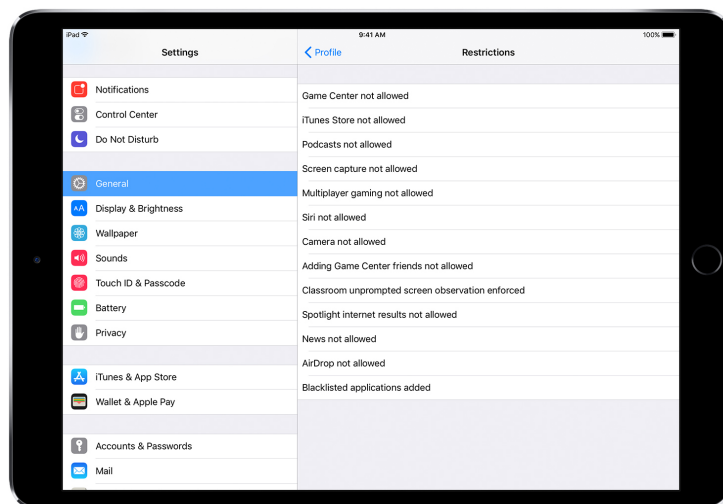 iPad
9:41 AM
100%
Settings
Profile
Restrictions
Notifications
Control Center
Do Not Disturb
General
Display & Brightness
AA
Wallpaper
Sounds
Touch ID & Passcode
Battery
Privacy
iTunes & App Store
Wallet & Apple Pay
Accounts & Passwords
Mail
Game Center not allowed
iTunes Store not allowed
Podcasts not allowed
Screen capture not allowed
Multiplayer gaming not allowed
Siri not allowed
Camera not allowed
Adding Game Center friends not allowed
Classroom unprompted screen observation enforced
Spotlight internet results not allowed
News not allowed
AirDrop not allowed
Blacklisted applications added